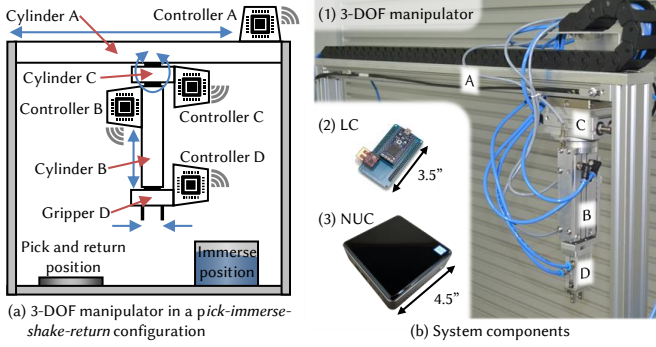 Cylinder A
Controller A
Cylinder C
Controller B
Controller C
Controller D
Cylinder B
Gripper D
Pick and return
position
Immerse
position
(a) 3-DOF manipulator in a pick-immerse-
shake-return configuration
(1) 3-DOF manipulator
A
C
(2) LC
3.5”
B
(3) NUC
D
4.5”
(b) System components